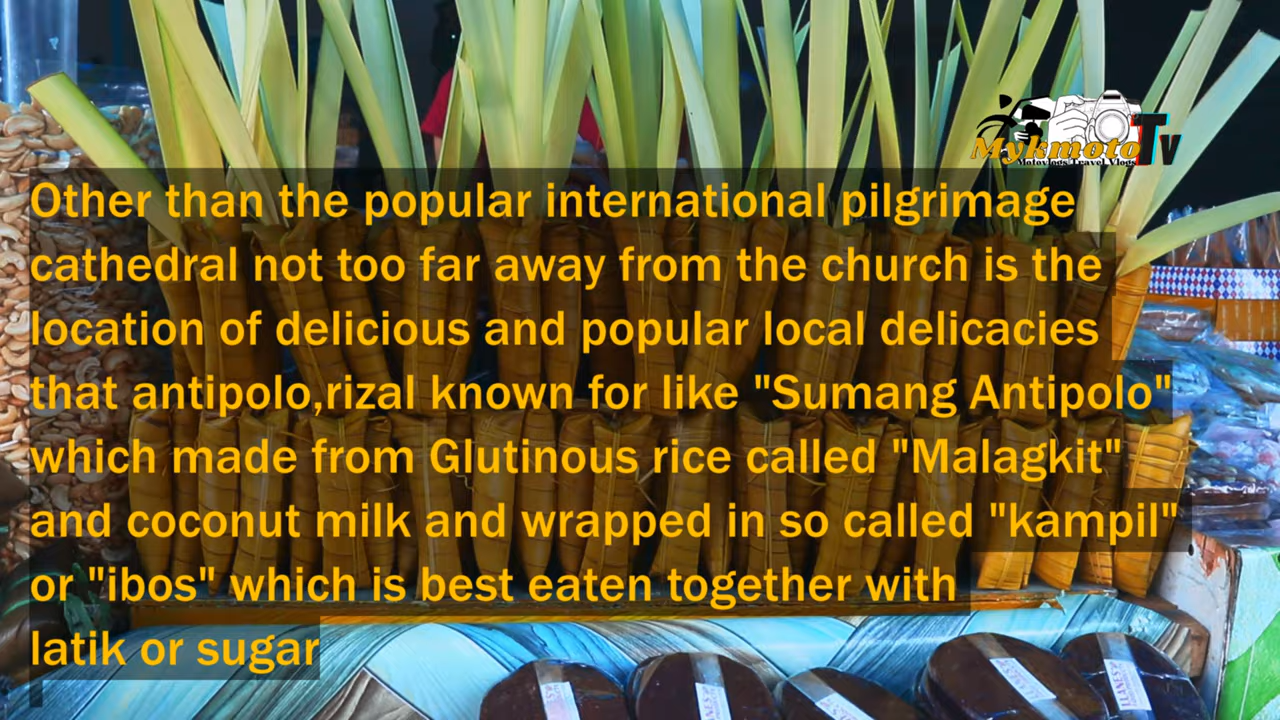 Mykmoto Tv
Motovlogs/Travel Vlogs
Other than the popular international pilgrimage
cathedral not too far away from the church is the
location of delicious and popular local delicacies
that antipolo,rizal known for like "Sumang Antipolo"
which made from Glutinous rice called "Malagkit"
and coconut milk and wrapped in so called "kampil"
or "ibos" which is best eaten together with
latik or sugar